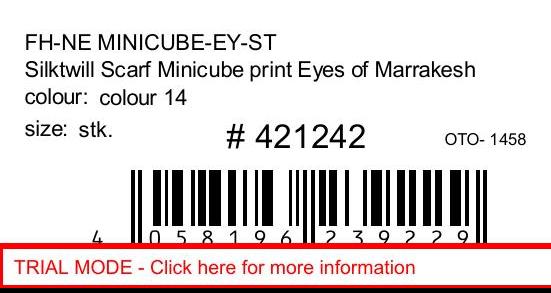 FH-NE MINICUBE-EY-ST
Silktwill Scarf Minicube print Eyes of Marrakesh
colour: colour 14
size: stk.
# 421242
OTO- 1458
4 058196 239229
TRIAL MODE - Click here for more information